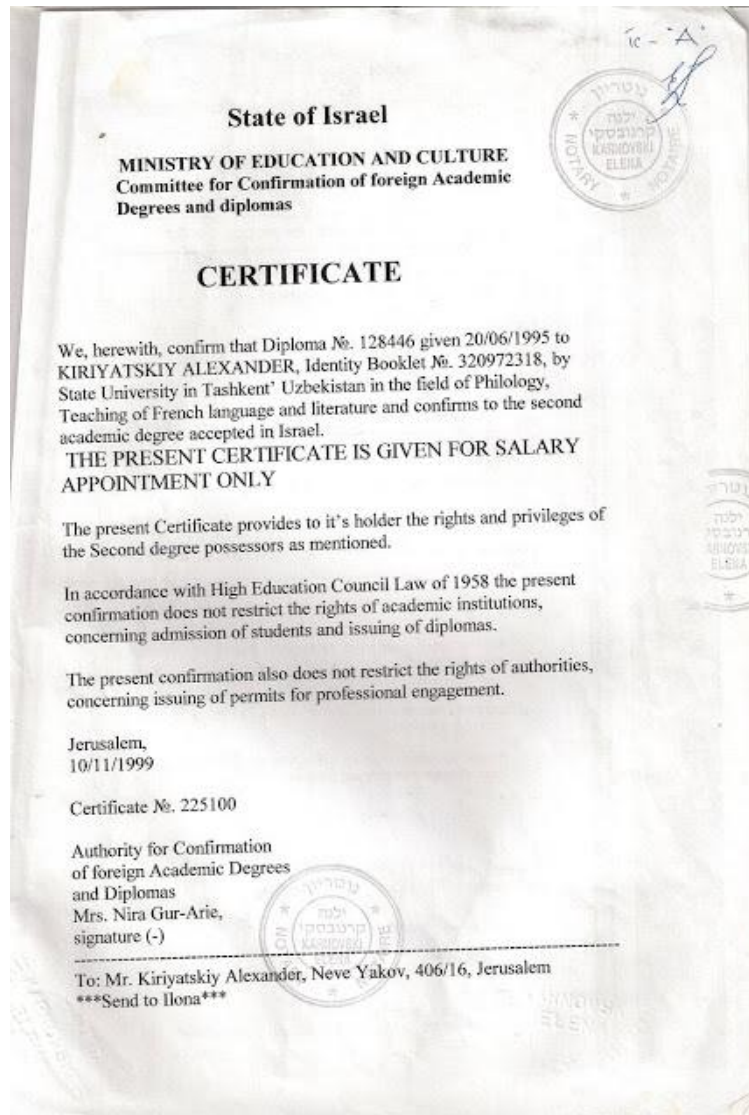 "A"
State of Israel
נוטריון
ילנה
קרנובסקי
KARNOVSKI
ELENA
NOTARY * NOTAIRE *
MINISTRY OF EDUCATION AND CULTURE
Committee for Confirmation of foreign Academic
Degrees and diplomas
CERTIFICATE
We, herewith, confirm that Diploma №. 128446 given 20/06/1995 to
KIRIYATSKIY ALEXANDER, Identity Booklet №. 320972318, by
State University in Tashkent' Uzbekistan in the field of Philology,
Teaching of French language and literature and confirms to the second
academic degree accepted in Israel.
THE PRESENT CERTIFICATE IS GIVEN FOR SALARY
APPOINTMENT ONLY
The present Certificate provides to it's holder the rights and privileges of
the Second degree possessors as mentioned.
In accordance with High Education Council Law of 1958 the present
confirmation does not restrict the rights of academic institutions,
concerning admission of students and issuing of diplomas.
The present confirmation also does not restrict the rights of authorities,
concerning issuing of permits for professional engagement.
Jerusalem,
10/11/1999
Certificate №. 225100
Authority for Confirmation
of foreign Academic Degrees
and Diplomas
Mrs. Nira Gur-Arie,
signature (-)
נוטריון
ילנה
קרנובסקי
KARNOVSKI
ELENA
To: Mr. Kiriyatskiy Alexander, Neve Yakov, 406/16, Jerusalem
***Send to Ilona***